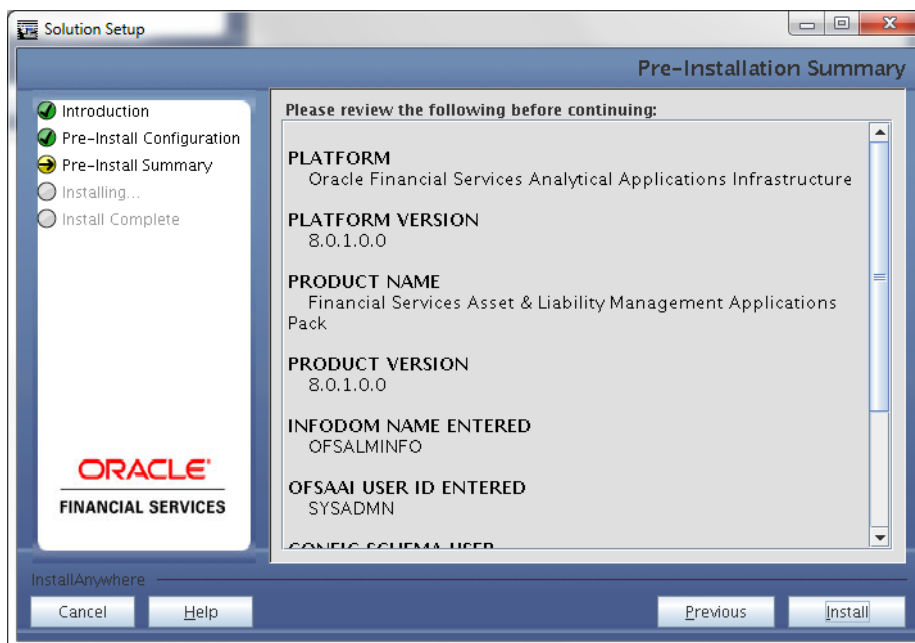 Solution Setup
Pre-Installation Summary
Introduction
Pre-Install Configuration
Pre-Install Summary
Installing...
Install Complete
ORACLE
FINANCIAL SERVICES
Please review the following before continuing:
PLATFORM
Oracle Financial Services Analytical Applications Infrastructure
PLATFORM VERSION
8.0.1.0.0
PRODUCT NAME
Financial Services Asset & Liability Management Applications
Pack
PRODUCT VERSION
8.0.1.0.0
INFODOM NAME ENTERED
OFSALMINFO
OFSAAI USER ID ENTERED
SYSADMN
CONFIG SCHEMA USER
InstallAnywhere
Cancel
Help
Previous
Install